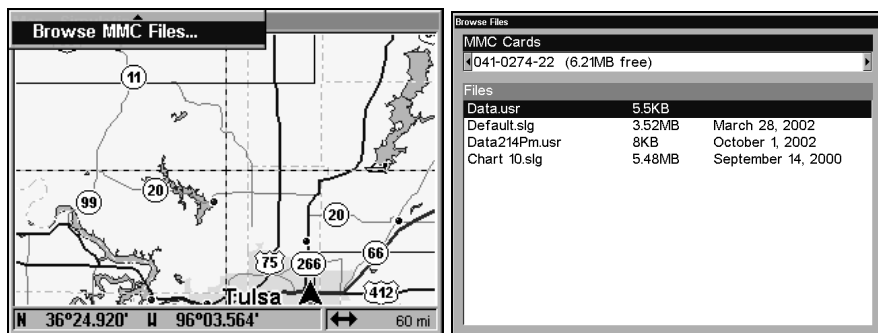 Browse MMC Files...
11
20
99
20
66
75
266
412
Tulsa
N 36°24.920' W 96°03.564' ↔ 60 mi
Browse Files
MMC Cards
041-0274-22 (6.21MB free)
Files
Data.usr 5.5KB
Default.slg 3.52MB March 28, 2002
Data214Pm.usr 8KB October 1, 2002
Chart 10.slg 5.48MB September 14, 2000